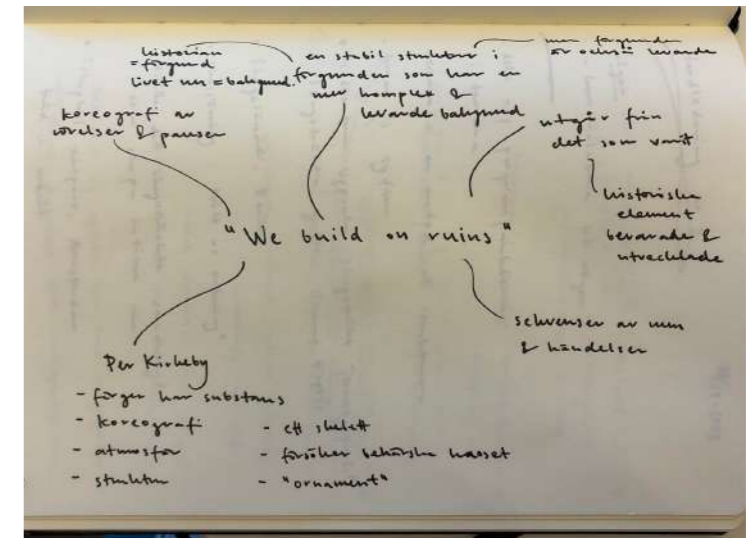 historian
= förgrund
livet nu = bakgrund.
en stabil struktur i
förgrunden som har en
mer komplex &
levande bakgrund
men förgrunden
är också levande
koreografi av
rörelser & pauser
utgår från
det som varit
historiska
element
bevarade &
utvecklade
"We build on ruins"
sekvenser av rum
& händelser
Per Kirkeby
- färger har substans
- koreografi
- atmosfär
- struktur
- ett skelett
- försöker behärska kaoset
- "ornament"